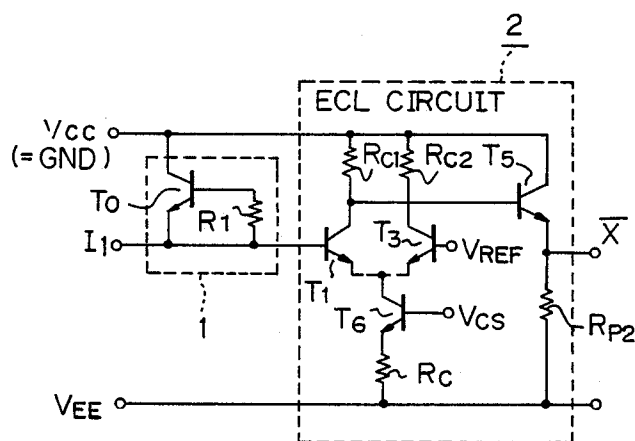 2
ECL CIRCUIT
VCC
(=GND)
RC1
RC2
T5
T0
R1
I1
T3
VREF
X̅
T1
1
T6
VCS
RP2
RC
VEE